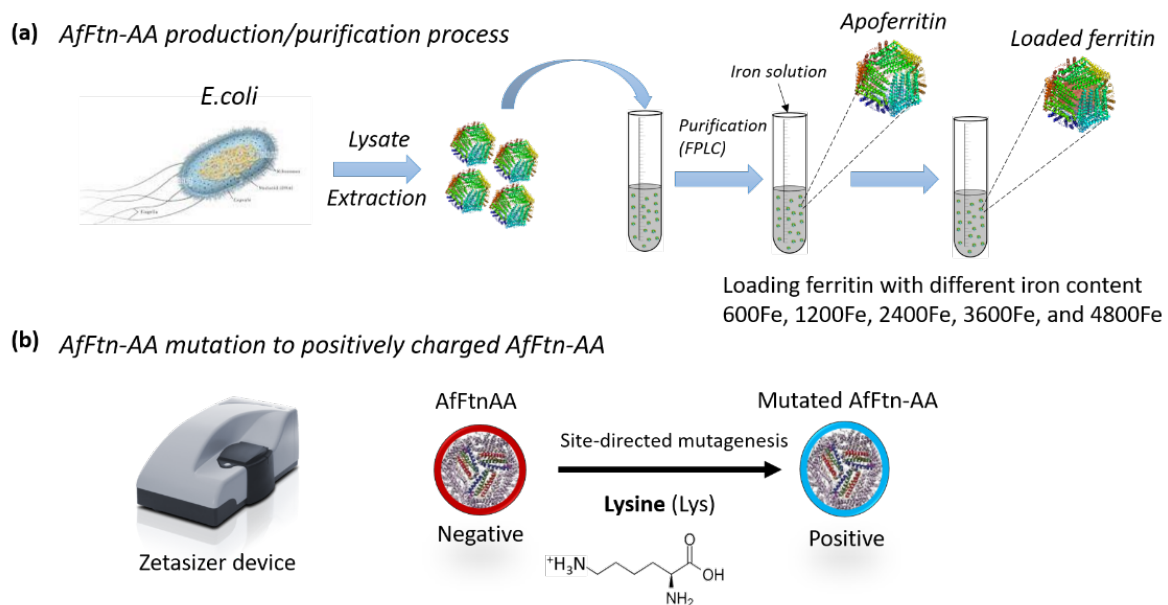 (a) AfFtn-AA production/purification process
E.coli
Lysate
Extraction
Iron solution
Purification
(FPLC)
Apoferritin
Loaded ferritin
Loading ferritin with different iron content
600Fe, 1200Fe, 2400Fe, 3600Fe, and 4800Fe
(b) AfFtn-AA mutation to positively charged AfFtn-AA
Zetasizer device
AfFtnAA
Negative
Site-directed mutagenesis
Lysine (Lys)
⁺H₃N
O
OH
NH₂
Mutated AfFtn-AA
Positive